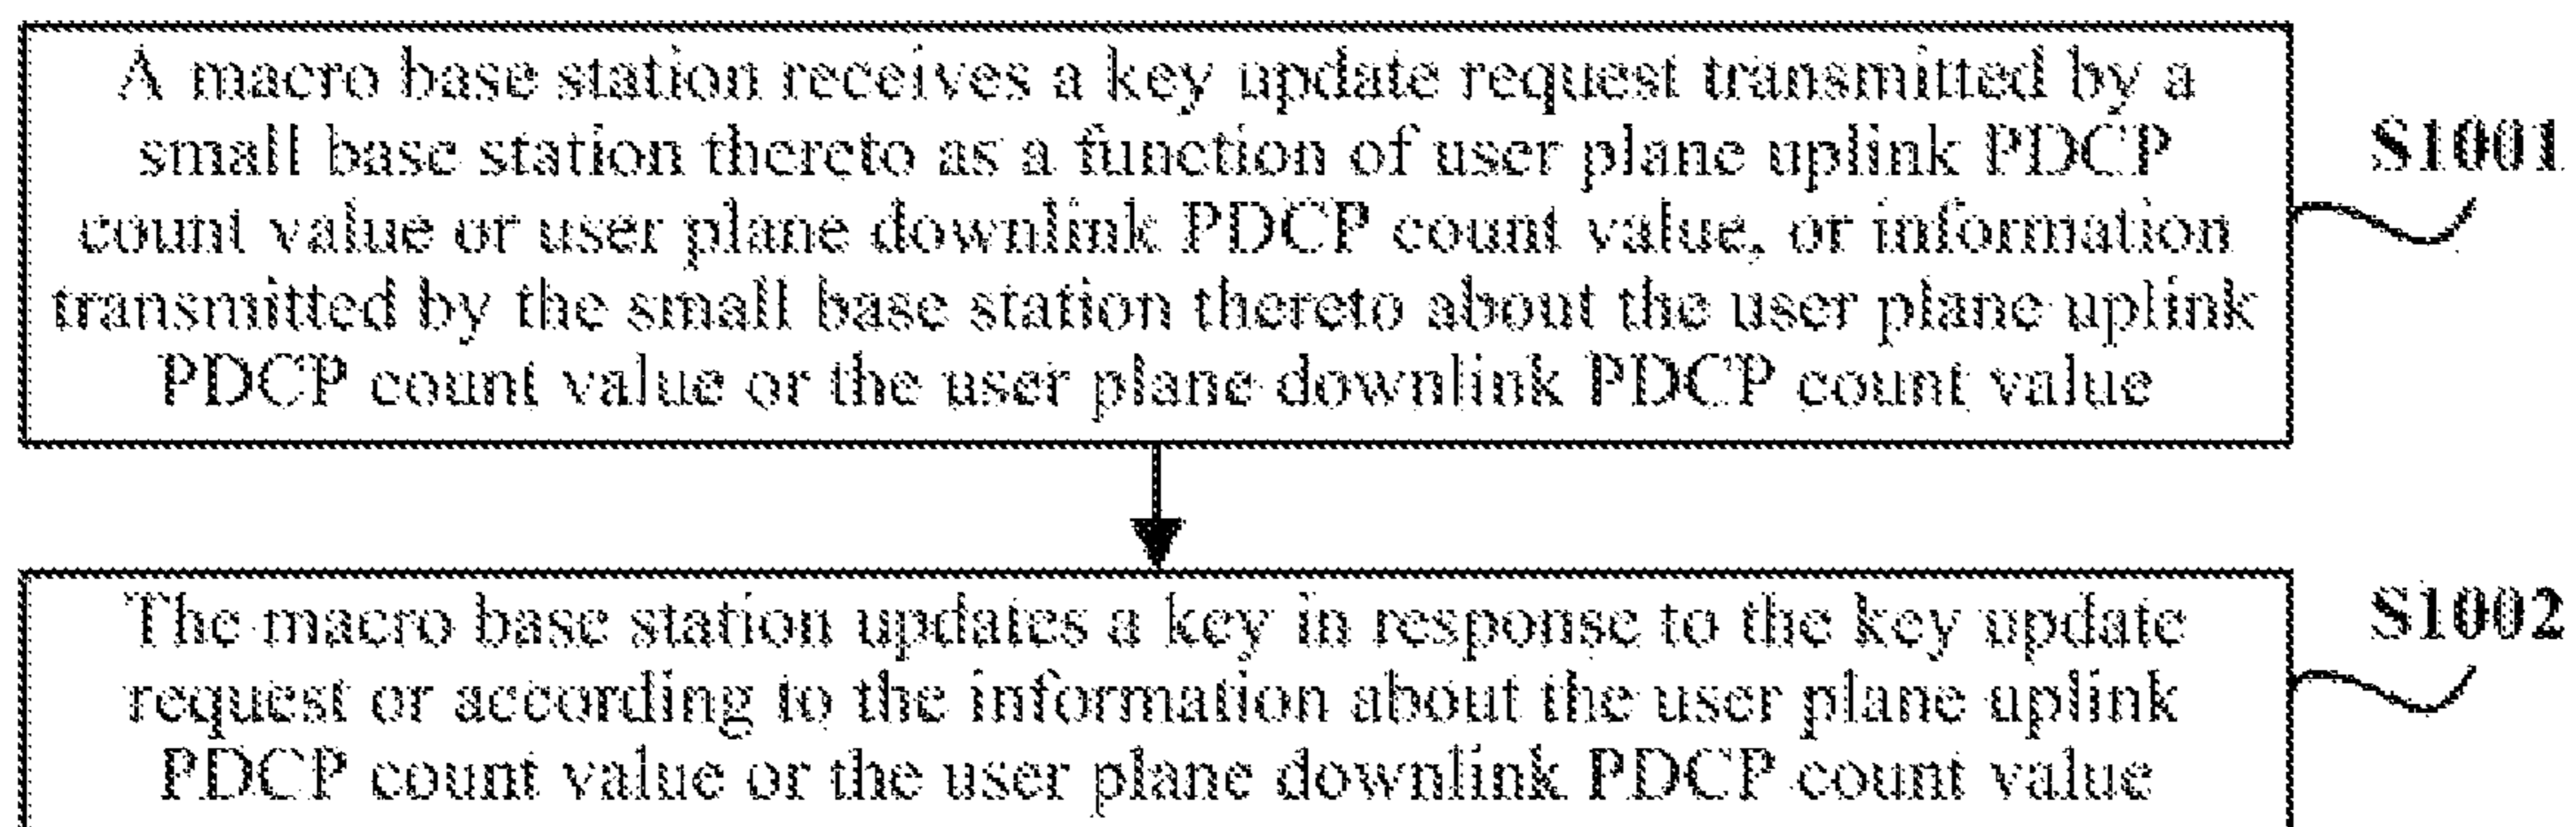 A macro base station receives a key update request transmitted by a
small base station thereto as a function of user plane uplink PDCP
count value or user plane downlink PDCP count value, or information
transmitted by the small base station thereto about the user plane uplink
PDCP count value or the user plane downlink PDCP count value
S1001
The macro base station updates a key in response to the key update
request or according to the information about the user plane uplink
PDCP count value or the user plane downlink PDCP count value
S1002